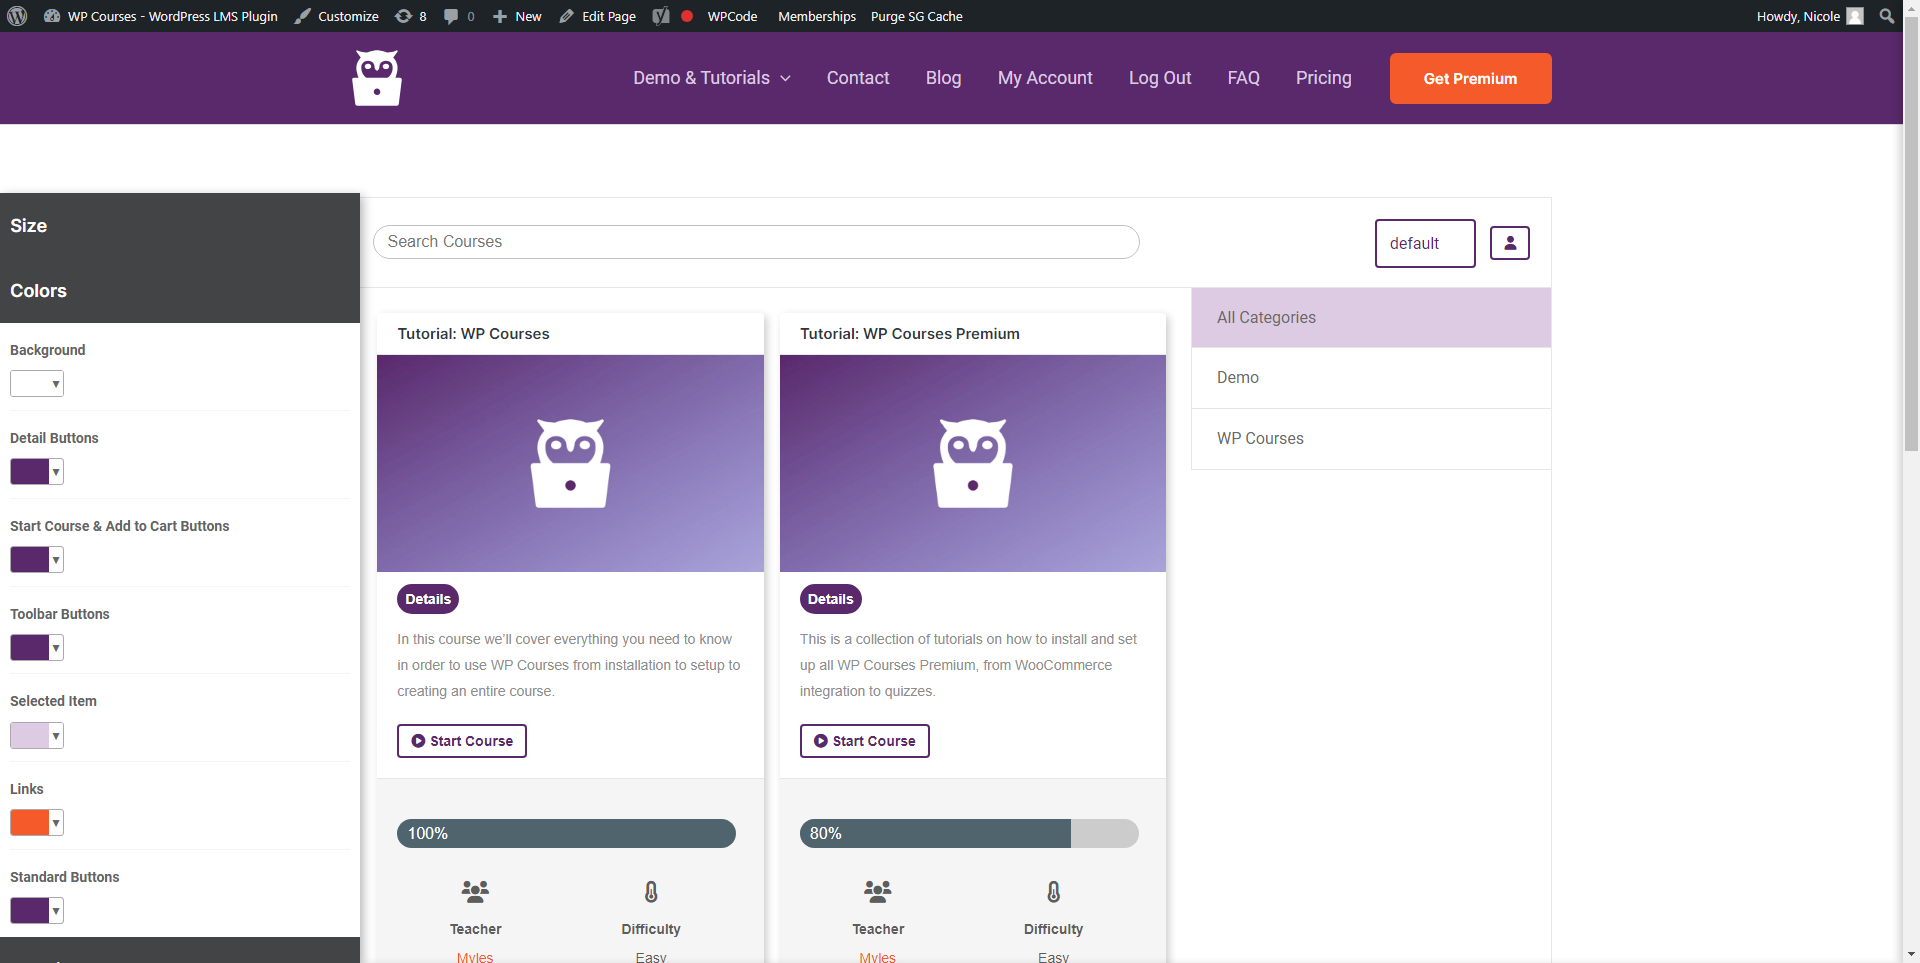 WP Courses - WordPress LMS Plugin
Customize
8
0
New
Edit Page
WPCode
Memberships
Purge SG Cache
Howdy, Nicole
Demo & Tutorials
Contact
Blog
My Account
Log Out
FAQ
Pricing
Get Premium
Size
Colors
Background
Detail Buttons
Start Course & Add to Cart Buttons
Toolbar Buttons
Selected Item
Links
Standard Buttons
Search Courses
default
Tutorial: WP Courses
Details
In this course we'll cover everything you need to know
in order to use WP Courses from installation to setup to
creating an entire course.
Start Course
100%
Teacher
Myles
Difficulty
Easy
Tutorial: WP Courses Premium
Details
This is a collection of tutorials on how to install and set
up all WP Courses Premium, from WooCommerce
integration to quizzes.
Start Course
80%
Teacher
Myles
Difficulty
Easy
All Categories
Demo
WP Courses